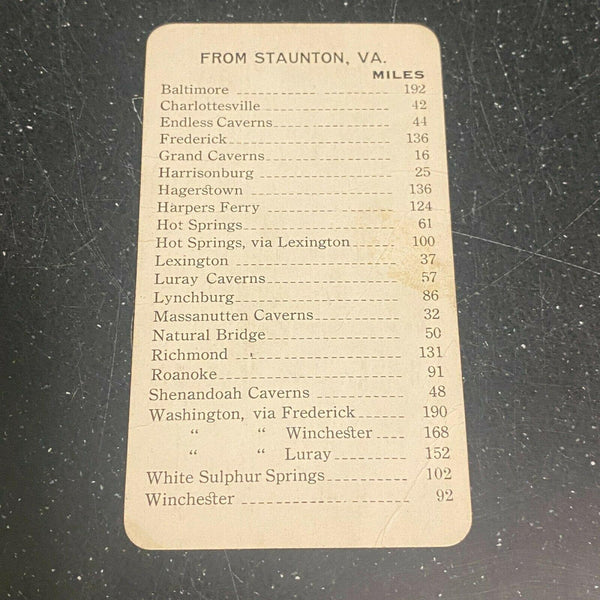 FROM STAUNTON, VA.
MILES
Baltimore 192
Charlottesville 42
Endless Caverns 44
Frederick 136
Grand Caverns 16
Harrisonburg 25
Hagerstown 136
Harpers Ferry 124
Hot Springs 61
Hot Springs, via Lexington 100
Lexington 37
Luray Caverns 57
Lynchburg 86
Massanutten Caverns 32
Natural Bridge 50
Richmond 131
Roanoke 91
Shenandoah Caverns 48
Washington, via Frederick 190
“ “ Winchester 168
“ “ Luray 152
White Sulphur Springs 102
Winchester 92